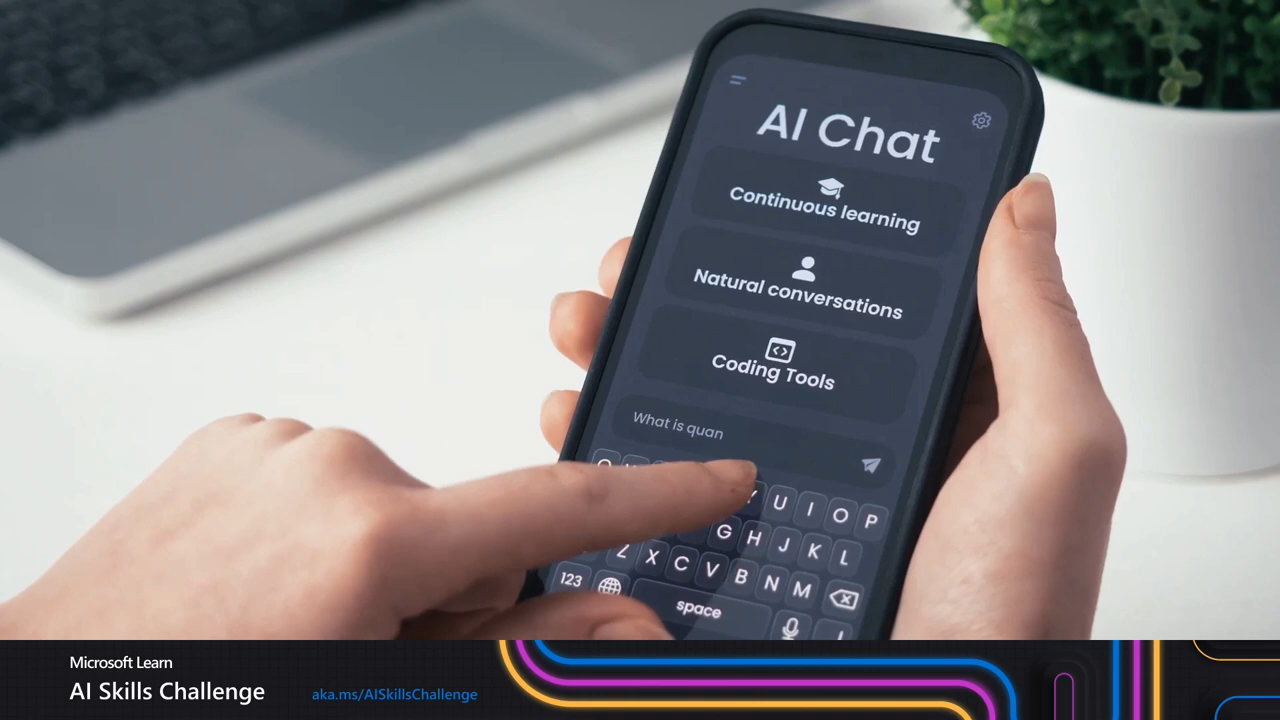 AI Chat
Continuous learning
Natural conversations
Coding Tools
What is quan
U I O P
G H J K L
Z X C V B N M
123
space
Microsoft Learn
AI Skills Challenge
aka.ms/AISkillsChallenge